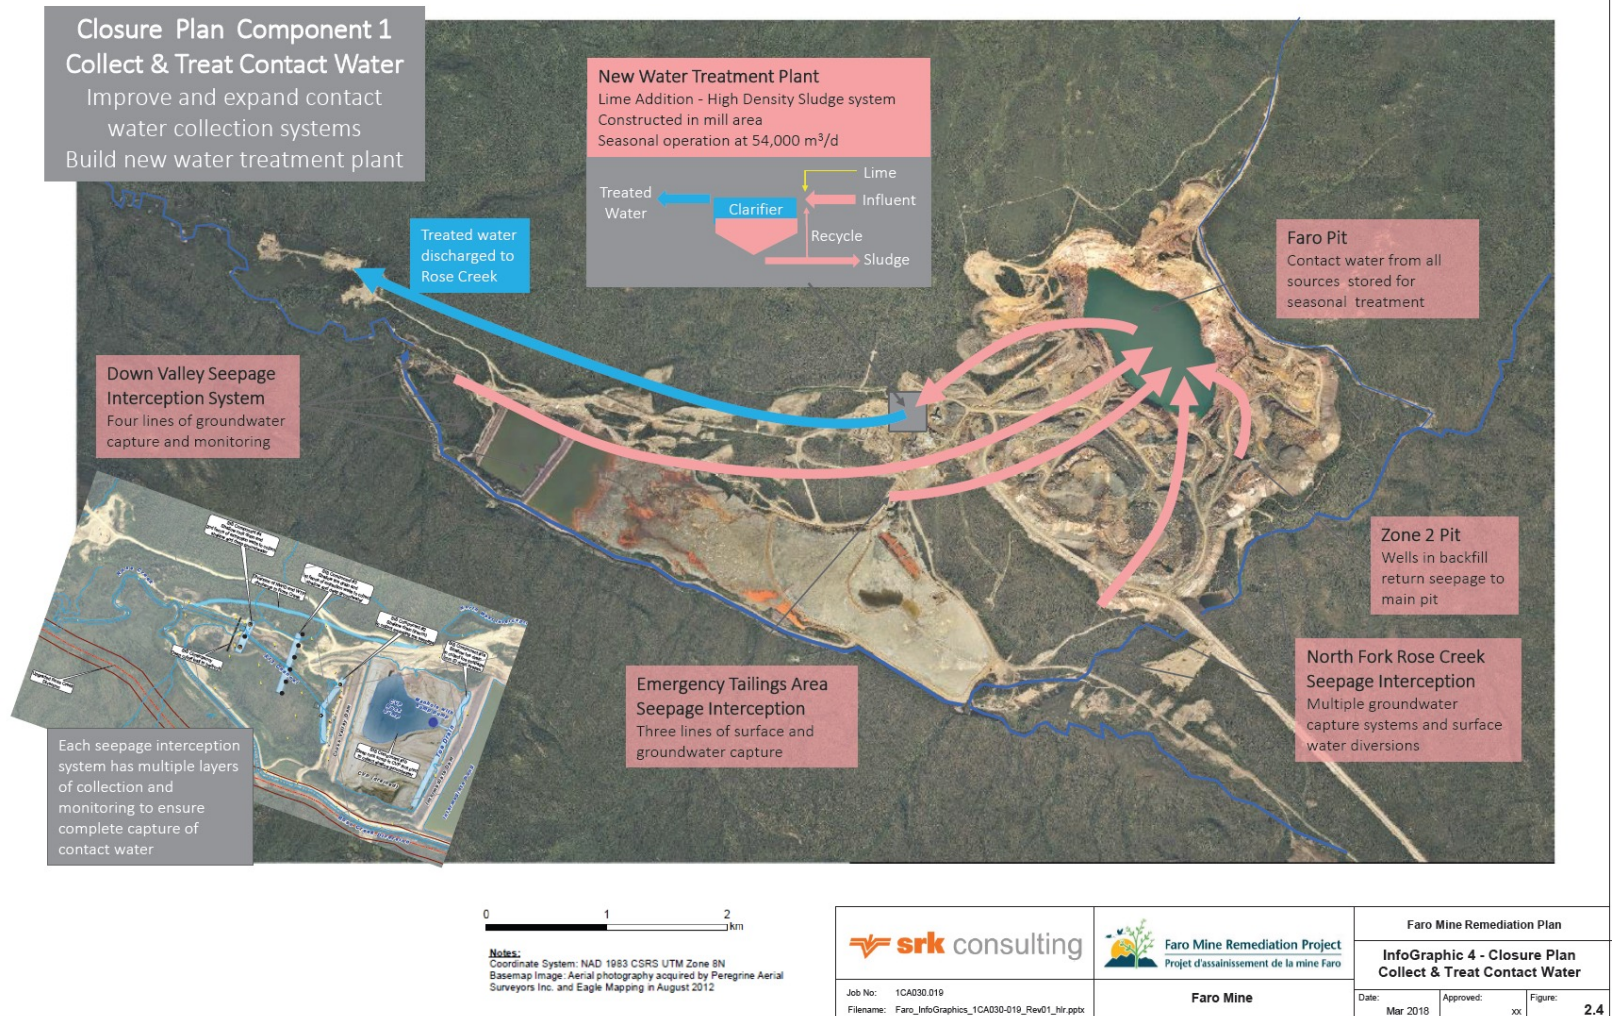 Closure Plan Component 1
Collect & Treat Contact Water
Improve and expand contact
water collection systems
Build new water treatment plant
New Water Treatment Plant
Lime Addition - High Density Sludge system
Constructed in mill area
Seasonal operation at 54,000 m³/d
Lime
Treated
Water
Clarifier
Influent
Recycle
Sludge
Treated water
discharged to
Rose Creek
Faro Pit
Contact water from all
sources stored for
seasonal treatment
Down Valley Seepage
Interception System
Four lines of groundwater
capture and monitoring
Zone 2 Pit
Wells in backfill
return seepage to
main pit
North Fork Rose Creek
Seepage Interception
Multiple groundwater
capture systems and surface
water diversions
Emergency Tailings Area
Seepage Interception
Three lines of surface and
groundwater capture
Each seepage interception
system has multiple layers
of collection and
monitoring to ensure
complete capture of
contact water
0 1 2
km
Notes:
Coordinate System: NAD 1983 CSRS UTM Zone 8N
Basemap Image: Aerial photography acquired by Peregrine Aerial
Surveyors Inc. and Eagle Mapping in August 2012
srk consulting
Job No: 1CA030.019
Filename: Faro_InfoGraphics_1CA030-019_Rev01_hlr.pptx
Faro Mine Remediation Project
Projet d'assainissement de la mine Faro
Faro Mine
Faro Mine Remediation Plan
InfoGraphic 4 - Closure Plan
Collect & Treat Contact Water
Date: Mar 2018
Approved: xx
Figure: 2.4